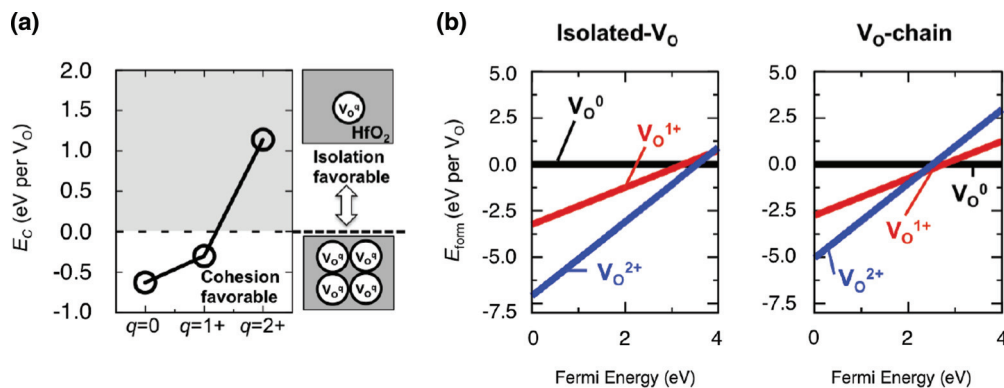 (a)
2.0
1.5
1.0
0.5
0.0
-0.5
-1.0
E_C (eV per V_O)
q=0 q=1+ q=2+
Cohesion
favorable
V_O^q
HfO_2
Isolation
favorable
V_O^q V_O^q
V_O^q V_O^q
(b)
Isolated-V_O
5.0
2.5
0.0
-2.5
-5.0
-7.5
E_form (eV per V_O)
V_O^0
V_O^1+
V_O^2+
0 2 4
Fermi Energy (eV)
V_O-chain
5.0
2.5
0.0
-2.5
-5.0
-7.5
V_O^0
V_O^1+
V_O^2+
0 2 4
Fermi Energy (eV)